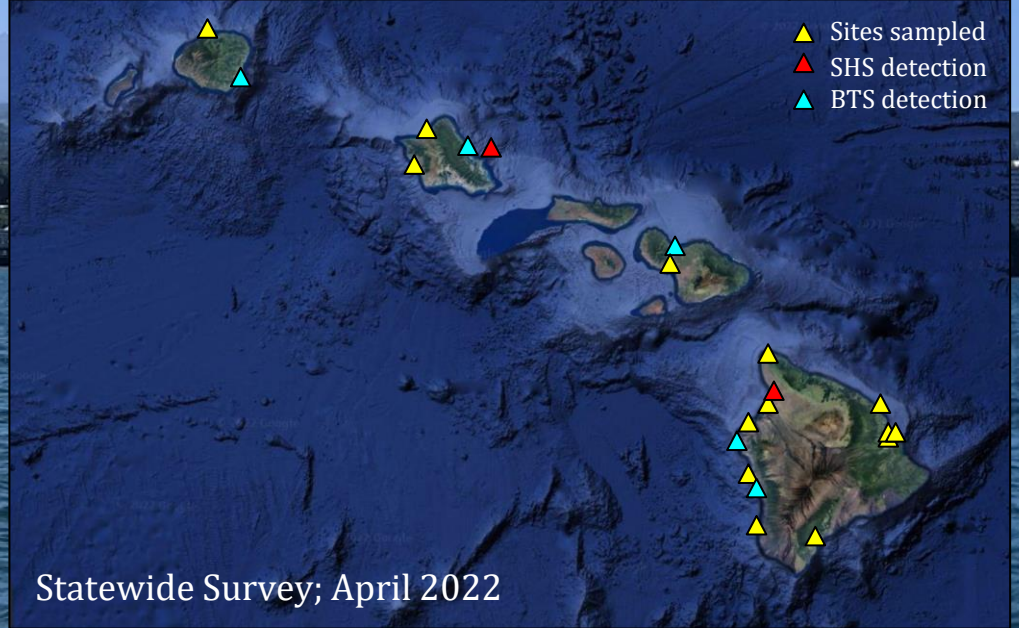 Sites sampled
SHS detection
BTS detection
Statewide Survey; April 2022